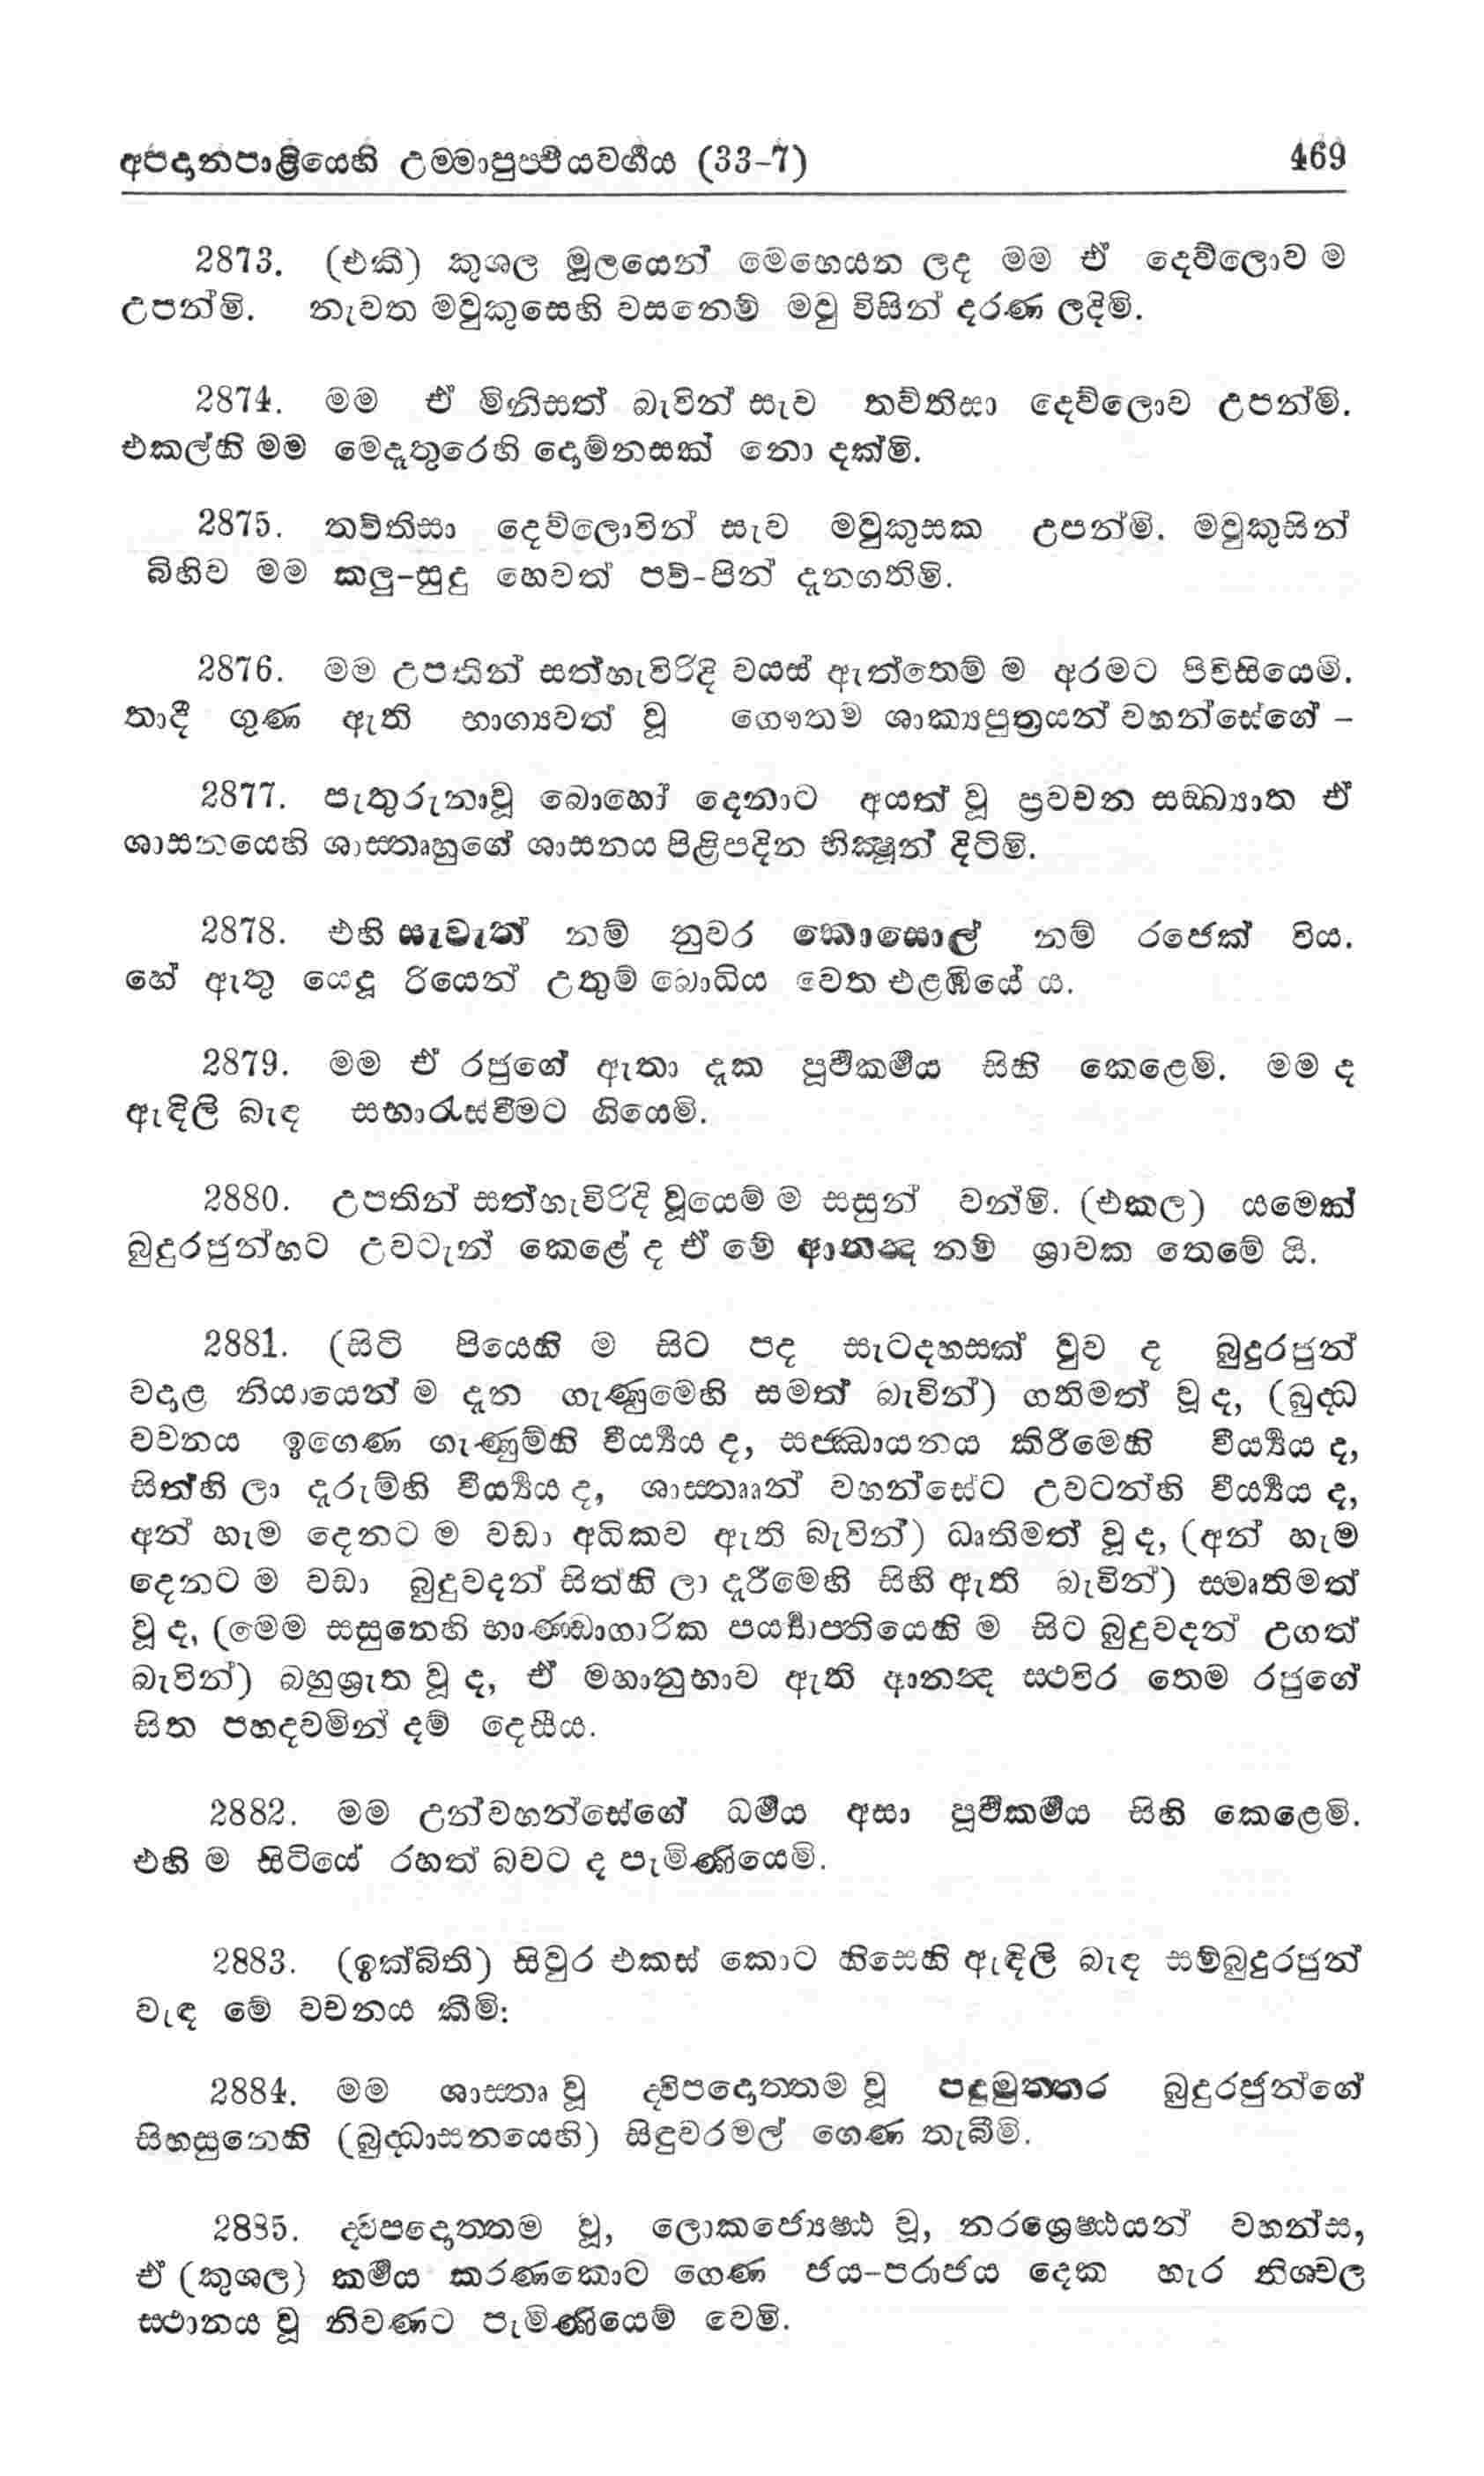 අපදානපාළියෙහි උම්මාපුප්ඵියවර්ගය (33-7) 469
2873. (එකී) කුශල මූලයෙන් මෙහෙයන ලද මම ඒ දෙව්ලොව ම
උපන්මි. නැවත මවුකුසෙහි වසනෙම් මවු විසින් දරණ ලදිමි.
2874. මම ඒ මිනිසත් බැවින් සැව තව්තිසා දෙව්ලොව උපන්මි.
එකල්හි මම මෙදැතුරෙහි දොම්නසක් නො දක්මි.
2875. තව්තිසා දෙව්ලොවින් සැව මවුකුසක උපන්මි. මවුකුසින්
බිහිව මම කලු-සුදු හෙවත් පව්-පින් දැනගතිමි.
2876. මම උපතින් සත්හැවිරිදි වයස් ඇත්තෙම් ම අරමට පිවිසියෙමි.
තාදී ගුණ ඇති භාග්‍යවත් වූ ගෞතම ශාක්‍යපුත්‍රයන් වහන්සේගේ –
2877. පැතුරුනාවූ බොහෝ දෙනාට අයත් වූ ප්‍රවචන සඞ්ඛ්‍යාත ඒ
ශාසනයෙහි ශාස්තෘහුගේ ශාසනය පිළිපදින භික්‍ෂූන් දිටිමි.
2878. එහි සැවැත් නම් නුවර කොසොල් නම් රජෙක් විය.
හේ ඇතු යෙදූ රියෙන් උතුම් බොධිය වෙත එළඹියේ ය.
2879. මම ඒ රජුගේ ඇතා දැක පූර්‍වකර්‍මය සිහි කෙළෙමි. මම ද
ඇඳිලි බැඳ සභාරැස්වීමට ගියෙමි.
2880. උපතින් සත්හැවිරිදි වූයෙම් ම සසුන් වන්මි. (එකල) යමෙක්
බුදුරජුන්හට උවටැන් කෙළේ ද ඒ මේ ආනන්‍ද නම් ශ්‍රාවක තෙමේ යි.
2881. (සිටි පියෙහි ම සිට පද සැටදහසක් වුව ද බුදුරජුන්
වදාළ නියායෙන් ම දැන ගැණුමෙහි සමත් බැවින්) ගතිමත් වූ ද, (බුද්ධ
වචනය ඉගෙණ ගැණුම්හි වීර්‍ය්‍යය ද, සජ්ඣායනය කිරීමෙහි වීර්‍ය්‍යය ද,
සිත්හි ලා දැරුම්හි වීර්‍ය්‍යය ද, ශාස්තෲන් වහන්සේට උවටන්හි වීර්‍ය්‍යය ද,
අන් හැම දෙනට ම වඩා අධිකව ඇති බැවින්) ධෘතිමත් වූ ද, (අන් හැම
දෙනට ම වඩා බුදුවදන් සිත්හි ලා දැරීමෙහි සිහි ඇති බැවින්) ස්මෘතිමත්
වූ ද, (මෙම සසුනෙහි භාණ්ඩාගාරික පර්‍ය්‍යාප්තියෙහි ම සිට බුදුවදන් උගත්
බැවින්) බහුශ්‍රැත වූ ද, ඒ මහානුභාව ඇති ආනන්‍ද ස්ථවිර තෙම රජුගේ
සිත පහදවමින් දම් දෙසීය.
2882. මම උන්වහන්සේගේ ධර්‍මය අසා පූර්‍වකර්‍මය සිහි කෙළෙමි.
එහි ම සිටියේ රහත් බවට ද පැමිණියෙමි.
2883. (ඉක්බිති) සිවුර එකස් කොට හිසෙහි ඇඳිලි බැඳ සම්බුදුරජුන්
වැඳ මේ වචනය කීමි:
2884. මම ශාස්තෘ වූ ද්විපදොත්තම වූ පදුමුත්තර බුදුරජුන්ගේ
සිහසුනෙහි (බුද්ධාසනයෙහි) සිඳුවරමල් ගෙණ තැබීමි.
2885. ද්විපදොත්තම වූ, ලොකජ්‍යෙෂ්ඨ වූ, නරශ්‍රෙෂ්ඨයන් වහන්ස,
ඒ (කුශල) කර්‍මය කරණකොට ගෙණ ජය-පරාජය දෙක හැර නිශ්චල
ස්ථානය වූ නිවණට පැමිණියෙම් වෙමි.